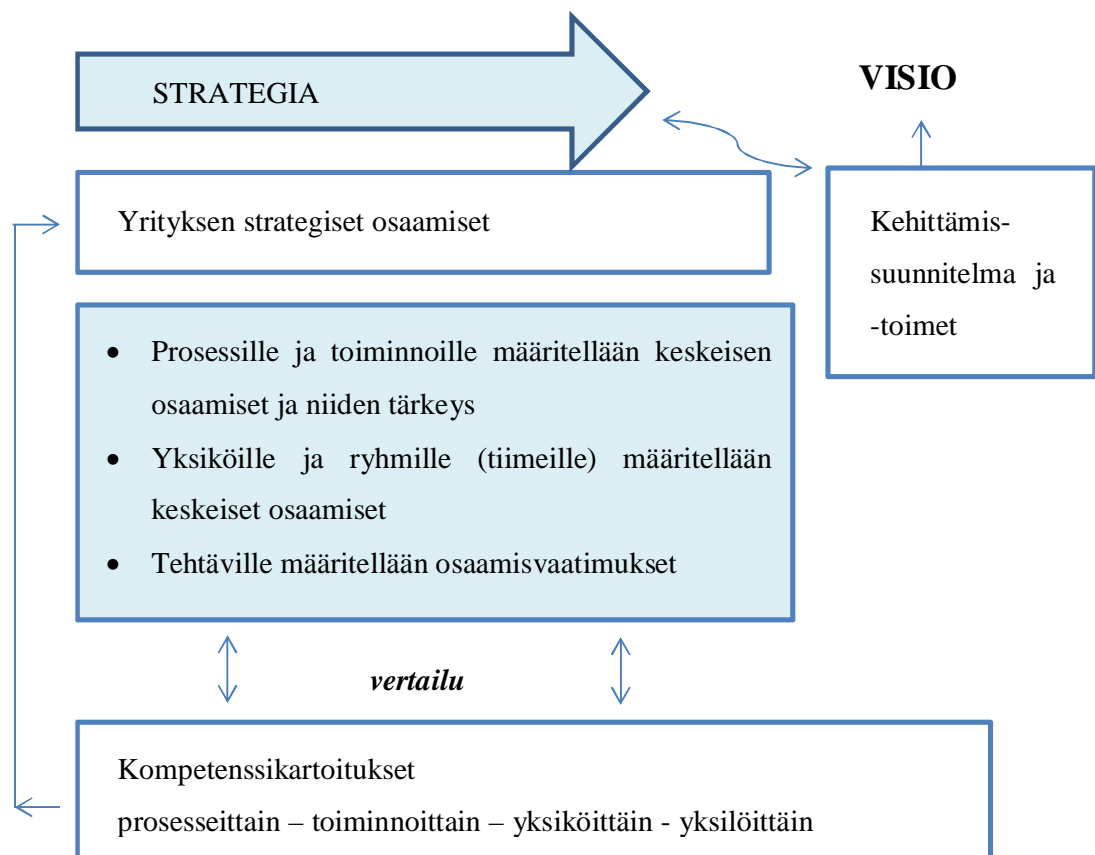 STRATEGIA
VISIO
Yrityksen strategiset osaamiset
Kehittämis-
suunnitelma ja
-toimet
• Prosessille ja toiminnoille määritellään keskeisen
osaamiset ja niiden tärkeys
• Yksiköille ja ryhmille (tiimeille) määritellään
keskeiset osaamiset
• Tehtäville määritellään osaamisvaatimukset
vertailu
Kompetenssikartoitukset
prosesseittain – toiminnoittain – yksiköittäin - yksilöittäin